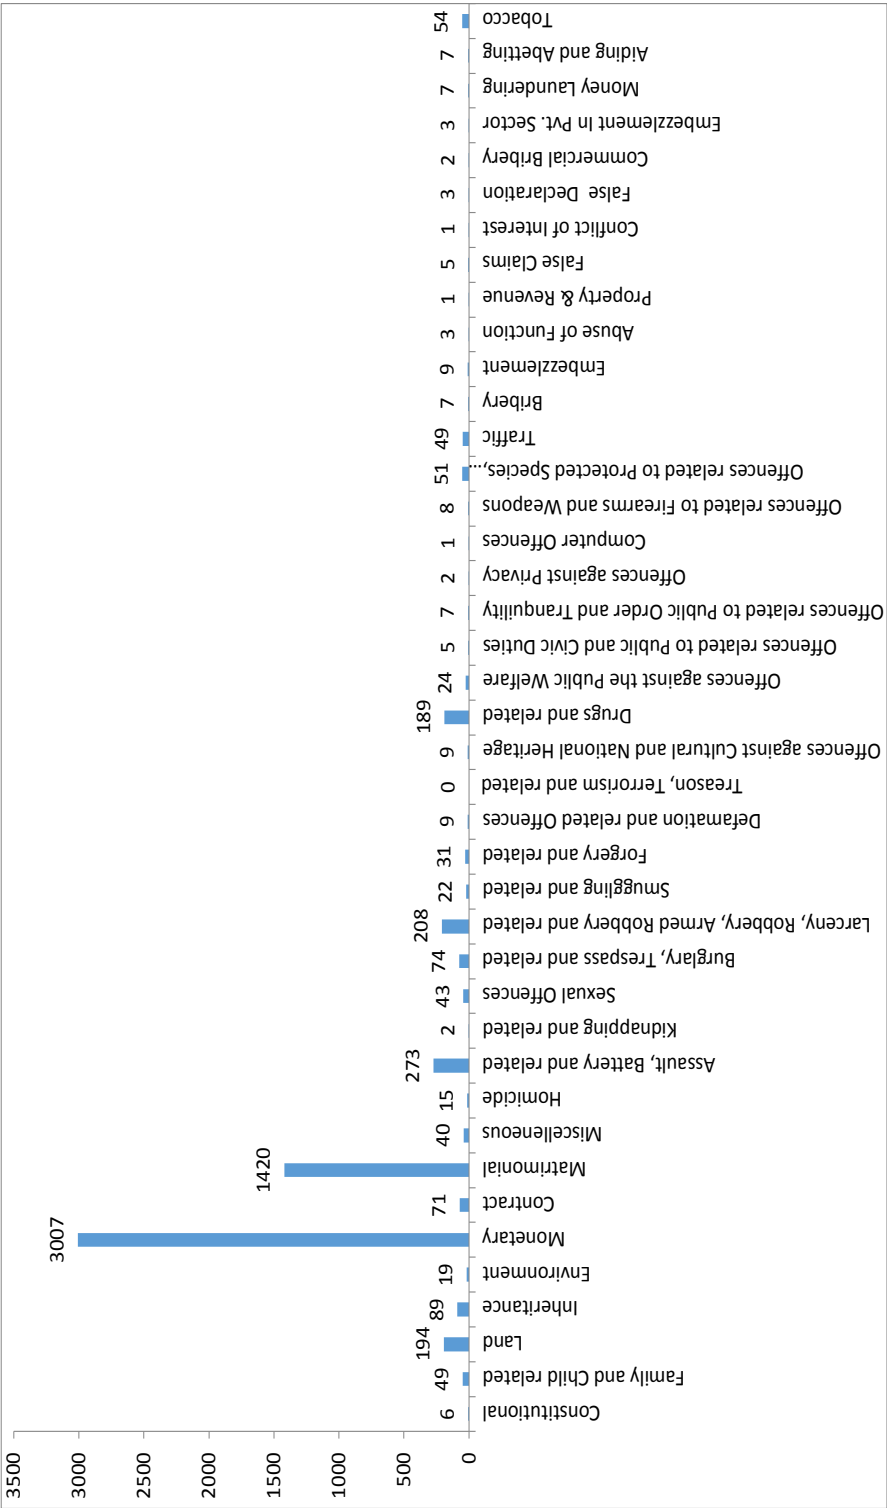 3500
3000
2500
2000
1500
1000
500
0
6
49
194
89
19
3007
71
1420
40
15
273
2
43
74
208
22
31
9
0
9
189
24
5
7
2
1
8
51
49
7
9
3
1
5
1
3
2
3
7
7
54
Constitutional
Family and Child related
Land
Inheritance
Environment
Monetary
Contract
Matrimonial
Miscelleneous
Homicide
Assault, Battery and related
Kidnapping and related
Sexual Offences
Burglary, Trespass and related
Larceny, Robbery, Armed Robbery and related
Smuggling and related
Forgery and related
Defamation and related Offences
Treason, Terrorism and related
Offences against Cultural and National Heritage
Drugs and related
Offences against the Public Welfare
Offences related to Public and Civic Duties
Offences related to Public Order and Tranquility
Offences against Privacy
Computer Offences
Offences related to Firearms and Weapons
Offences related to Protected Species,...
Traffic
Bribery
Embezzlement
Abuse of Function
Property & Revenue
False Claims
Conflict of Interest
False Declaration
Commercial Bribery
Embezzlement In Pvt. Sector
Money Laundering
Aiding and Abetting
Tobacco